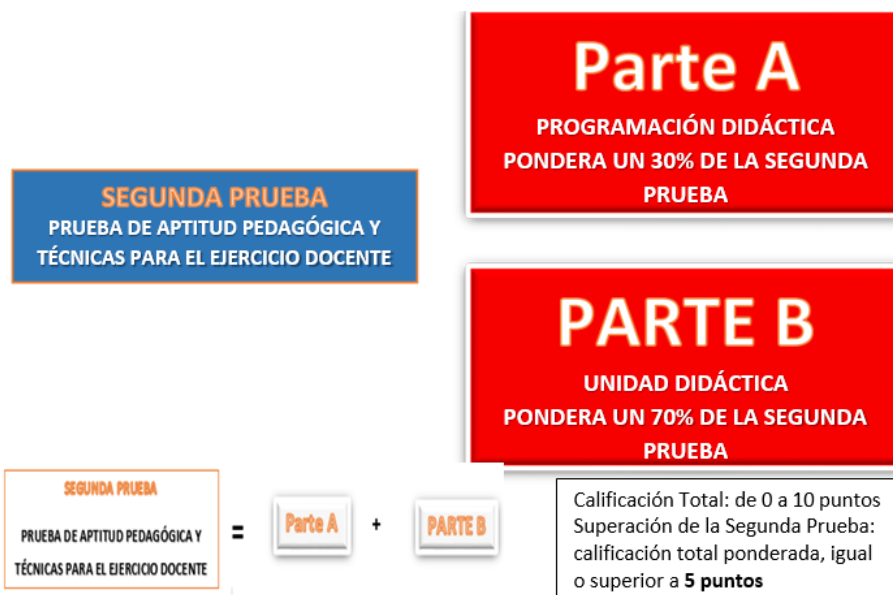 Parte A
PROGRAMACIÓN DIDÁCTICA
PONDERA UN 30% DE LA SEGUNDA
PRUEBA
SEGUNDA PRUEBA
PRUEBA DE APTITUD PEDAGÓGICA Y
TÉCNICAS PARA EL EJERCICIO DOCENTE
PARTE B
UNIDAD DIDÁCTICA
PONDERA UN 70% DE LA SEGUNDA
PRUEBA
SEGUNDA PRUEBA
PRUEBA DE APTITUD PEDAGÓGICA Y
TÉCNICAS PARA EL EJERCICIO DOCENTE
=
Parte A
+
PARTE B
Calificación Total: de 0 a 10 puntos
Superación de la Segunda Prueba:
calificación total ponderada, igual
o superior a 5 puntos